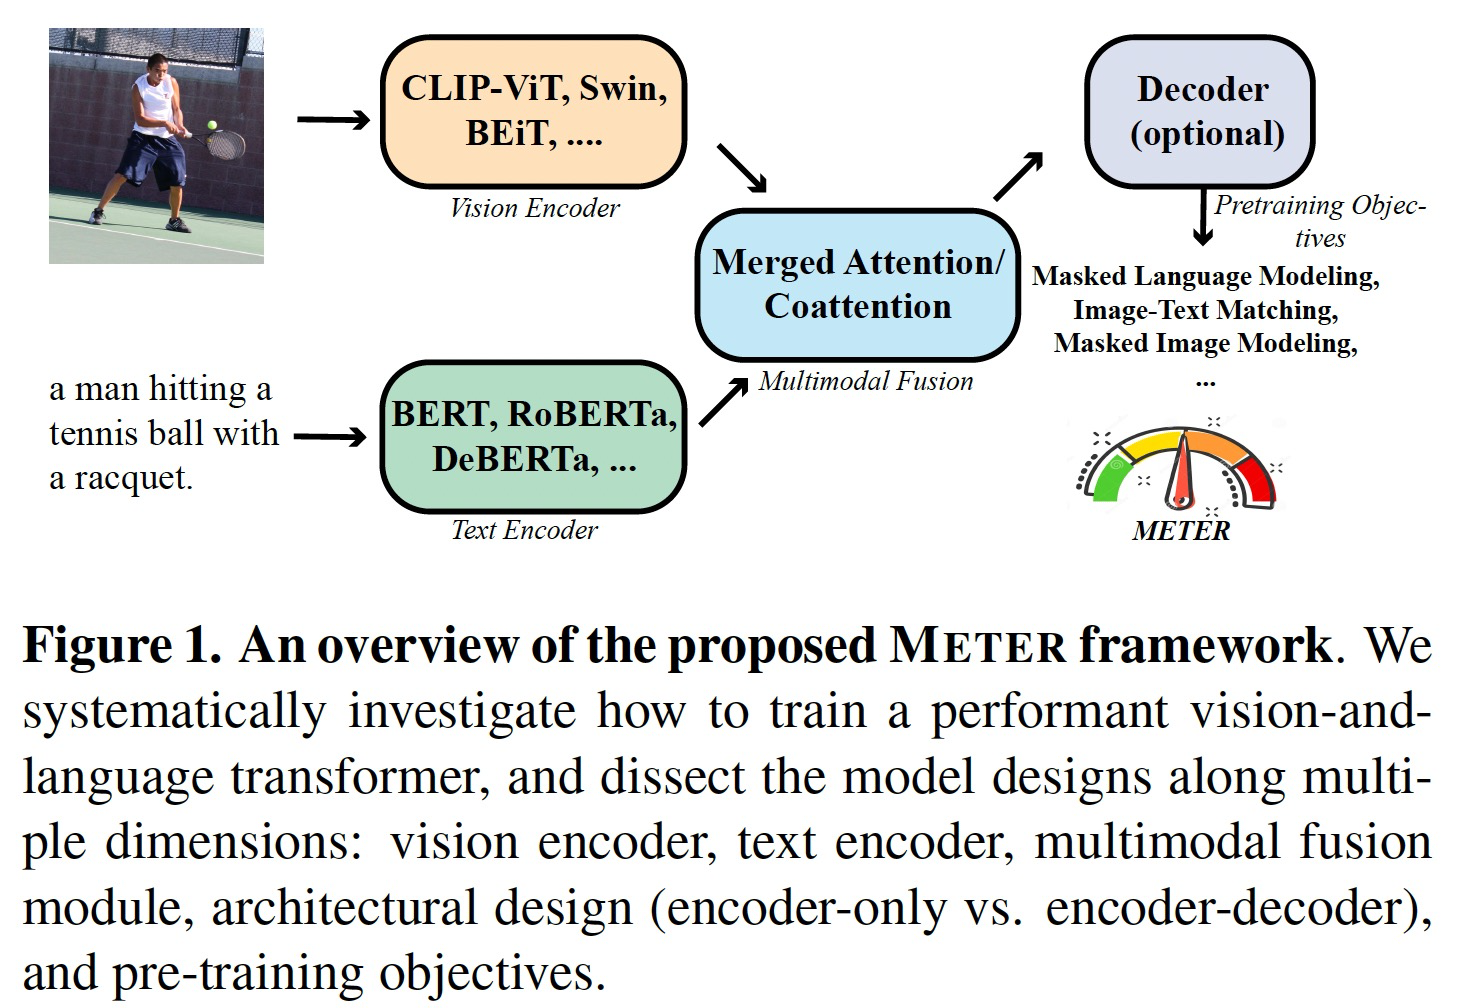 CLIP-ViT, Swin,
BEiT, ....
Vision Encoder
a man hitting a
tennis ball with
a racquet.
BERT, RoBERTa,
DeBERTa, ...
Text Encoder
Merged Attention/
Coattention
Multimodal Fusion
Decoder
(optional)
Pretraining Objec-
tives
Masked Language Modeling,
Image-Text Matching,
Masked Image Modeling,
...
METER
Figure 1. An overview of the proposed METER framework. We
systematically investigate how to train a performant vision-and-
language transformer, and dissect the model designs along multi-
ple dimensions: vision encoder, text encoder, multimodal fusion
module, architectural design (encoder-only vs. encoder-decoder),
and pre-training objectives.